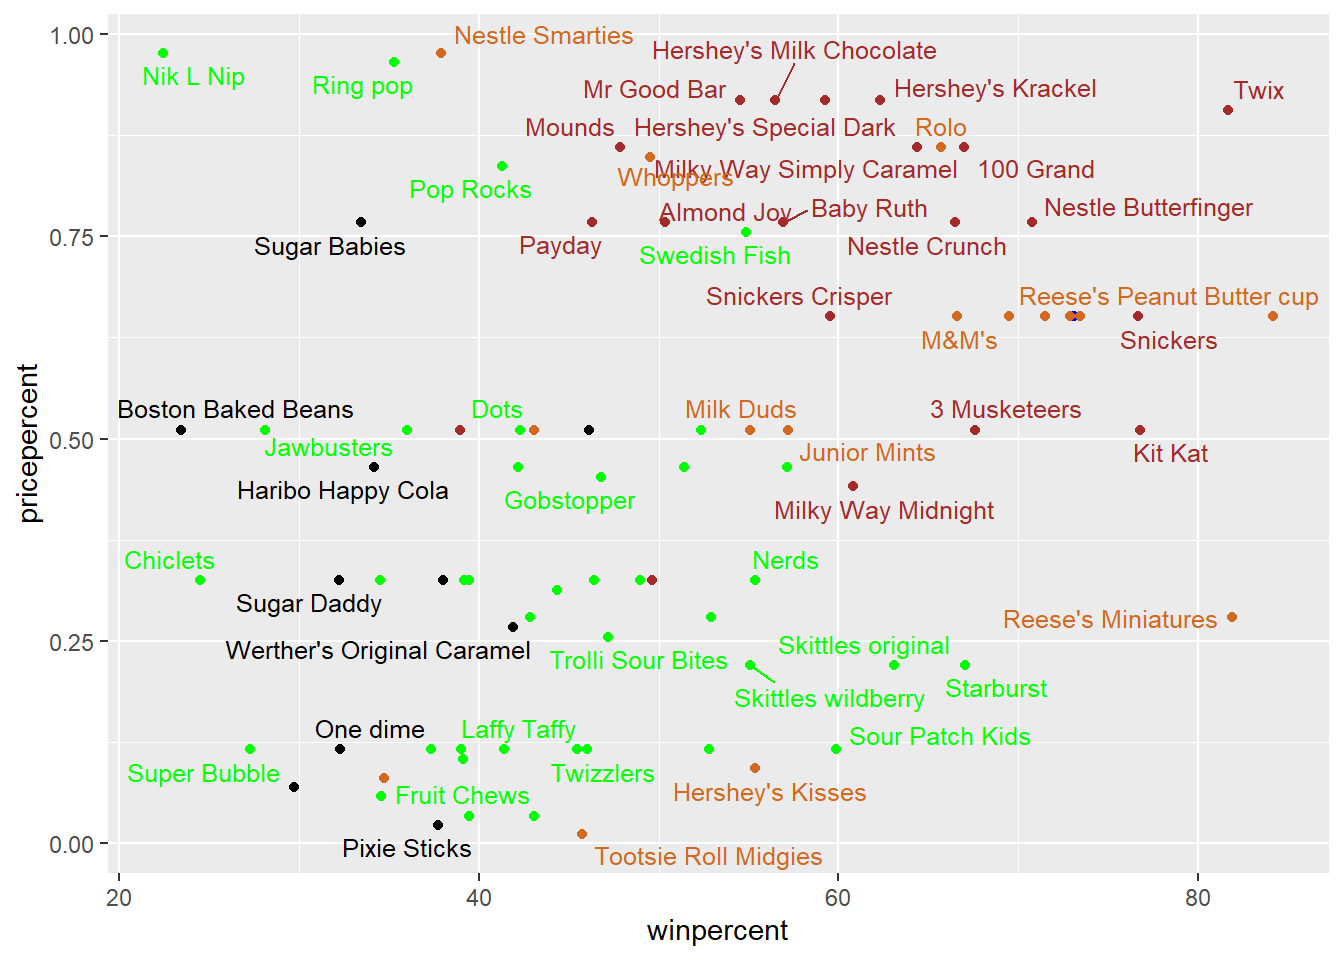 1.00
Nestle Smarties
Hershey's Milk Chocolate
Nik L Nip
Ring pop
Mr Good Bar
Hershey's Krackel
Twix
Mounds
Hershey's Special Dark
Rolo
Milky Way Simply Caramel
100 Grand
Whoppers
Pop Rocks
Almond Joy
Baby Ruth
Nestle Butterfinger
0.75
Sugar Babies
Payday
Swedish Fish
Nestle Crunch
Snickers Crisper
Reese's Peanut Butter cup
M&M's
Snickers
pricepercent
Boston Baked Beans
Dots
Milk Duds
3 Musketeers
0.50
Jawbusters
Junior Mints
Kit Kat
Haribo Happy Cola
Gobstopper
Milky Way Midnight
Chiclets
Nerds
Sugar Daddy
Reese's Miniatures
0.25
Werther's Original Caramel
Trolli Sour Bites
Skittles original
Skittles wildberry
Starburst
One dime
Laffy Taffy
Sour Patch Kids
Super Bubble
Twizzlers
Fruit Chews
Hershey's Kisses
0.00
Pixie Sticks
Tootsie Roll Midgies
20
40
60
80
winpercent